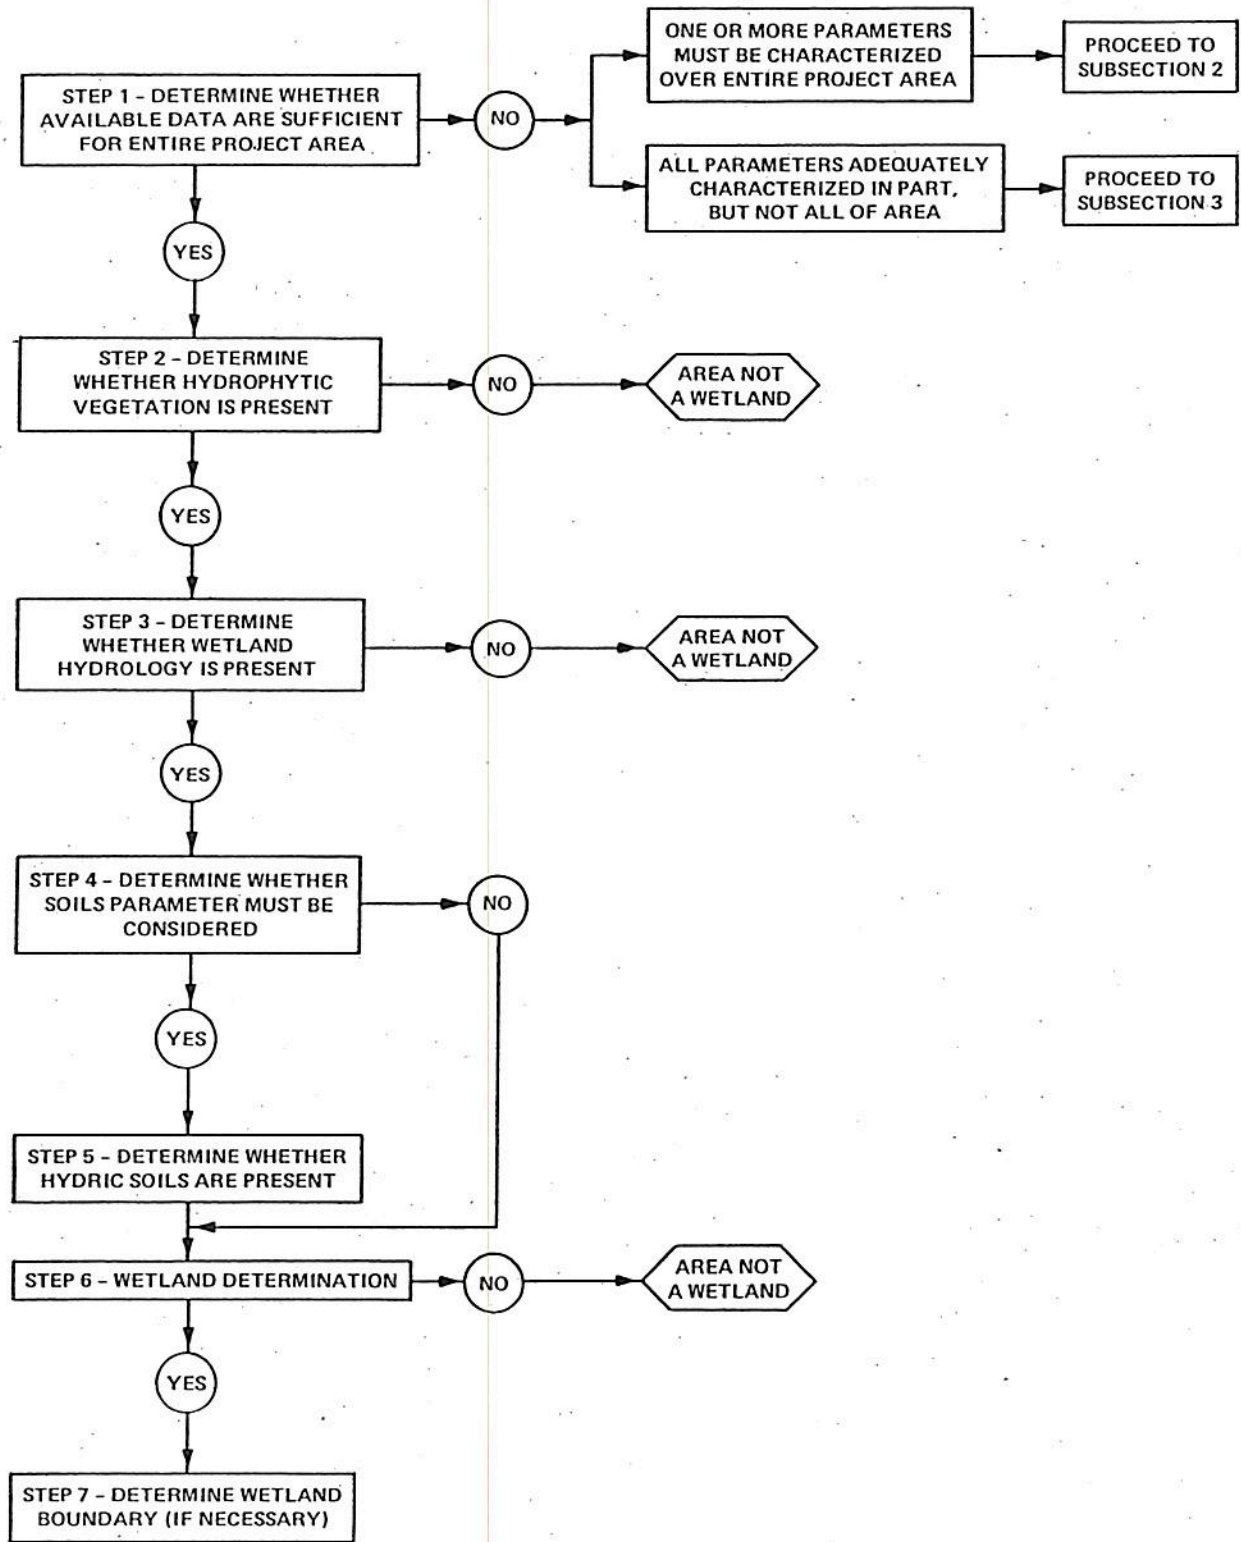 STEP 1 – DETERMINE WHETHER
AVAILABLE DATA ARE SUFFICIENT
FOR ENTIRE PROJECT AREA
NO
ONE OR MORE PARAMETERS
MUST BE CHARACTERIZED
OVER ENTIRE PROJECT AREA
PROCEED TO
SUBSECTION 2
ALL PARAMETERS ADEQUATELY
CHARACTERIZED IN PART,
BUT NOT ALL OF AREA
PROCEED TO
SUBSECTION 3
YES
STEP 2 – DETERMINE
WHETHER HYDROPHYTIC
VEGETATION IS PRESENT
NO
AREA NOT
A WETLAND
YES
STEP 3 – DETERMINE
WHETHER WETLAND
HYDROLOGY IS PRESENT
NO
AREA NOT
A WETLAND
YES
STEP 4 – DETERMINE WHETHER
SOILS PARAMETER MUST BE
CONSIDERED
NO
YES
STEP 5 – DETERMINE WHETHER
HYDRIC SOILS ARE PRESENT
STEP 6 – WETLAND DETERMINATION
NO
AREA NOT
A WETLAND
YES
STEP 7 – DETERMINE WETLAND
BOUNDARY (IF NECESSARY)